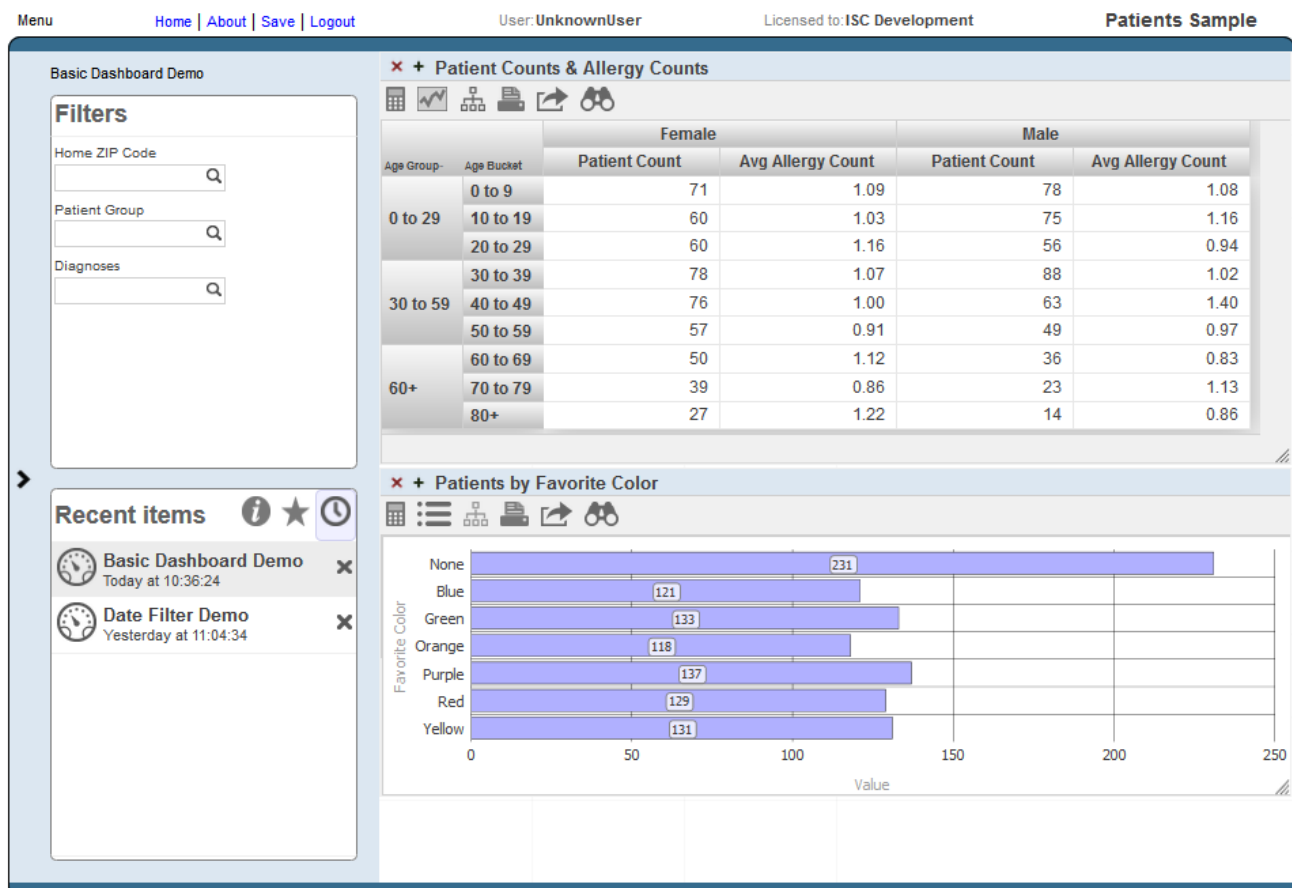 Menu Home | About | Save | Logout User:UnknownUser Licensed to:ISC Development Patients Sample
Basic Dashboard Demo
Filters
Home ZIP Code
Patient Group
Diagnoses
Recent items
Basic Dashboard Demo
Today at 10:36:24
Date Filter Demo
Yesterday at 11:04:34
Patient Counts & Allergy Counts
Female Male
Age Group- Age Bucket Patient Count Avg Allergy Count Patient Count Avg Allergy Count
0 to 9 71 1.09 78 1.08
0 to 29 10 to 19 60 1.03 75 1.16
20 to 29 60 1.16 56 0.94
30 to 39 78 1.07 88 1.02
30 to 59 40 to 49 76 1.00 63 1.40
50 to 59 57 0.91 49 0.97
60 to 69 50 1.12 36 0.83
60+ 70 to 79 39 0.86 23 1.13
80+ 27 1.22 14 0.86
Patients by Favorite Color
Favorite Color
None 231
Blue 121
Green 133
Orange 118
Purple 137
Red 129
Yellow 131
0 50 100 150 200 250
Value